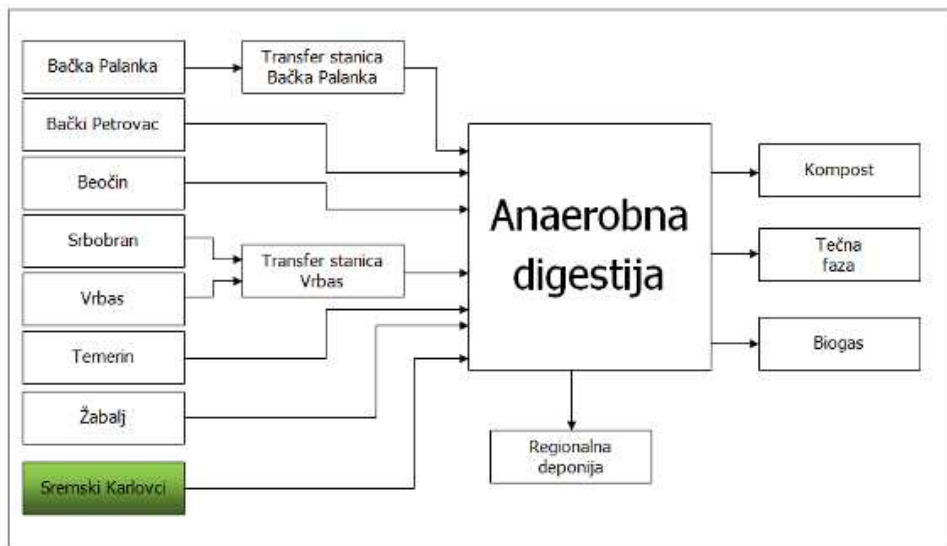 Bačka Palanka
Transfer stanica
Bačka Palanka
Bački Petrovac
Beočin
Srbobran
Vrbas
Transfer stanica
Vrbas
Temerin
Žabalj
Sremski Karlovci
Anaerobna
digestija
Kompost
Tečna
faza
Biogas
Regionalna
deponija